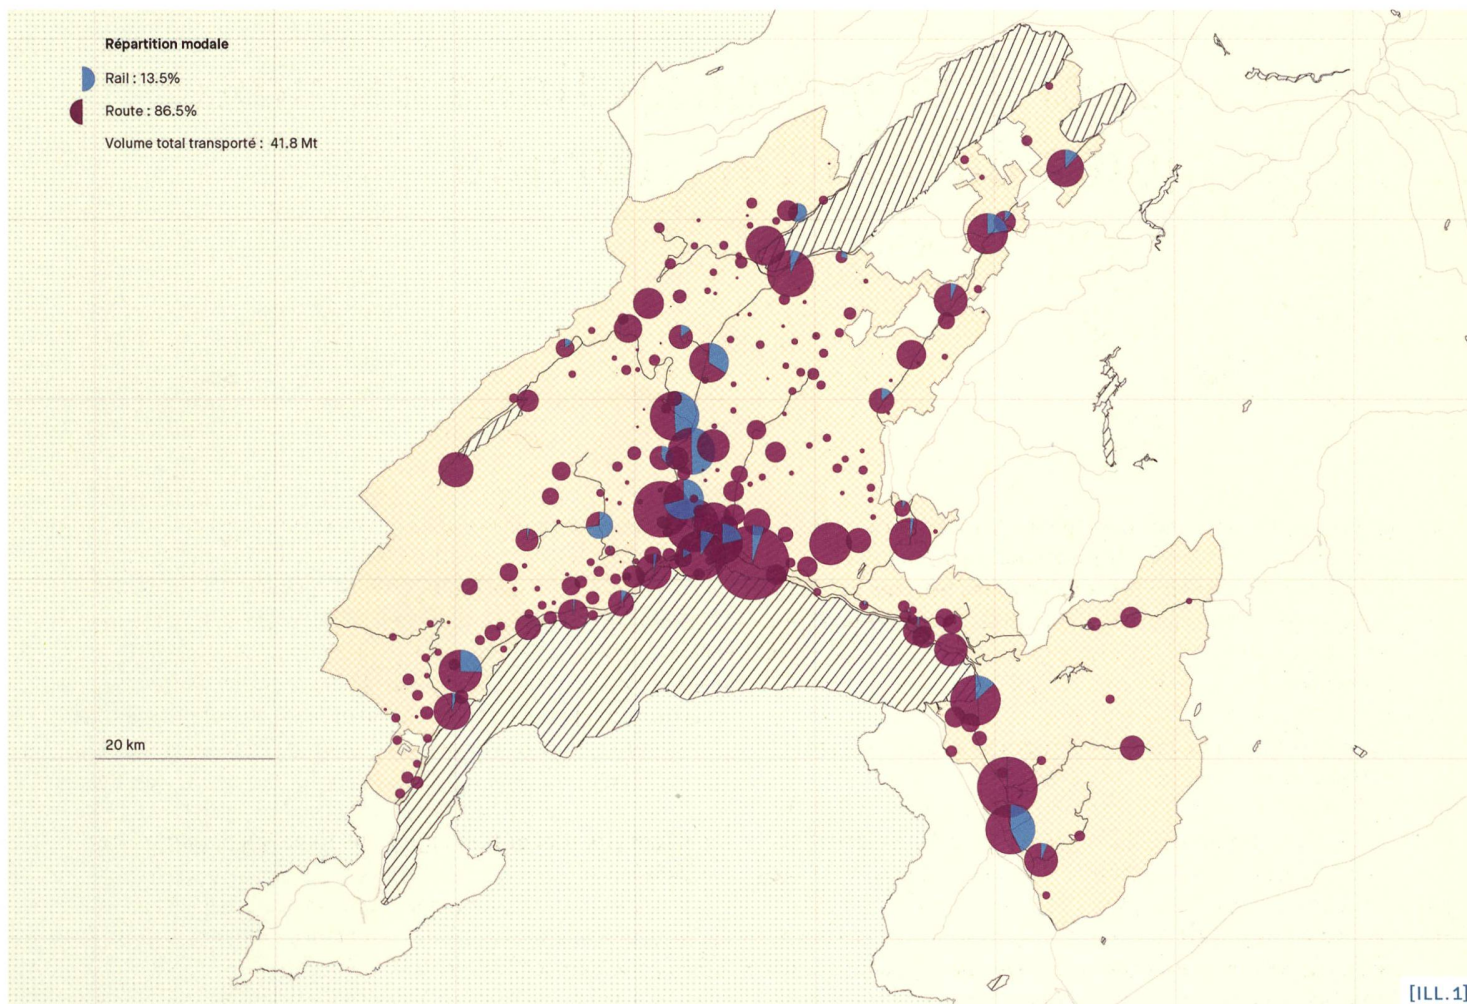 Répartition modale
Rail : 13.5%
Route : 86.5%
Volume total transporté : 41.8 Mt
20 km
[ILL.1]